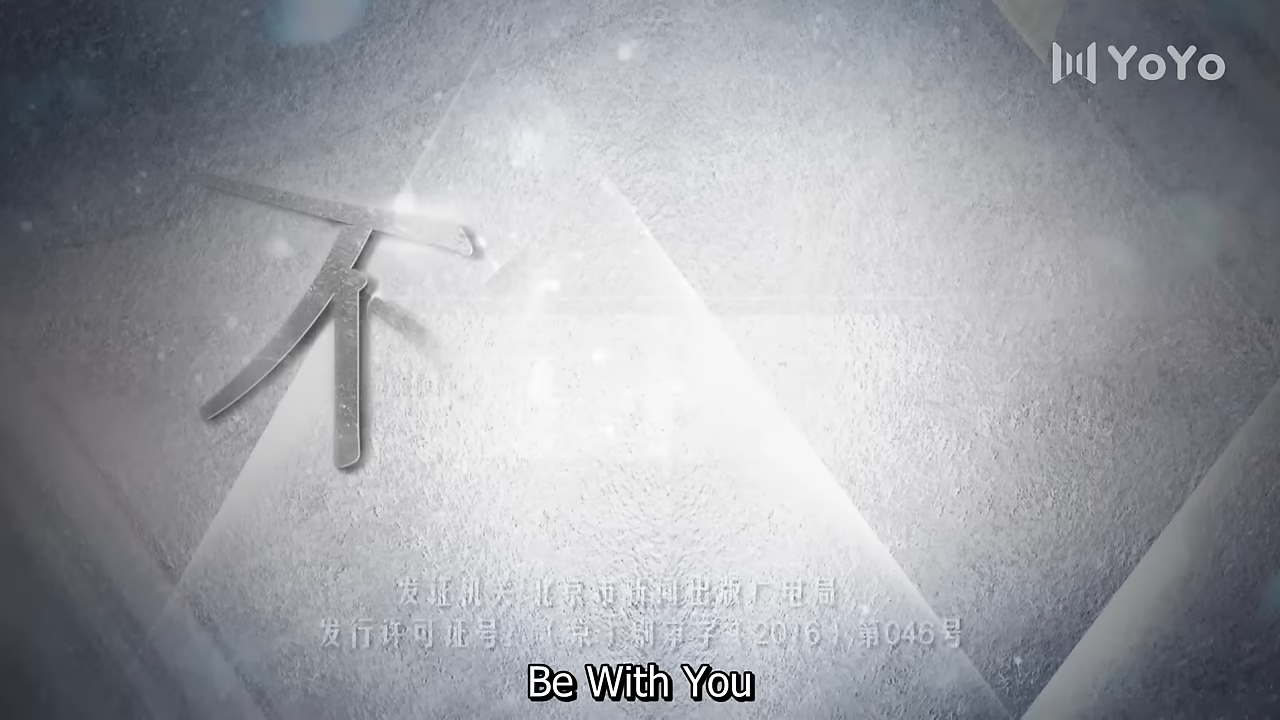 YoYo
不
发证机关:北京市新闻出版广电局
发行许可证号:（京）剧审字（2016）第046号
Be With You